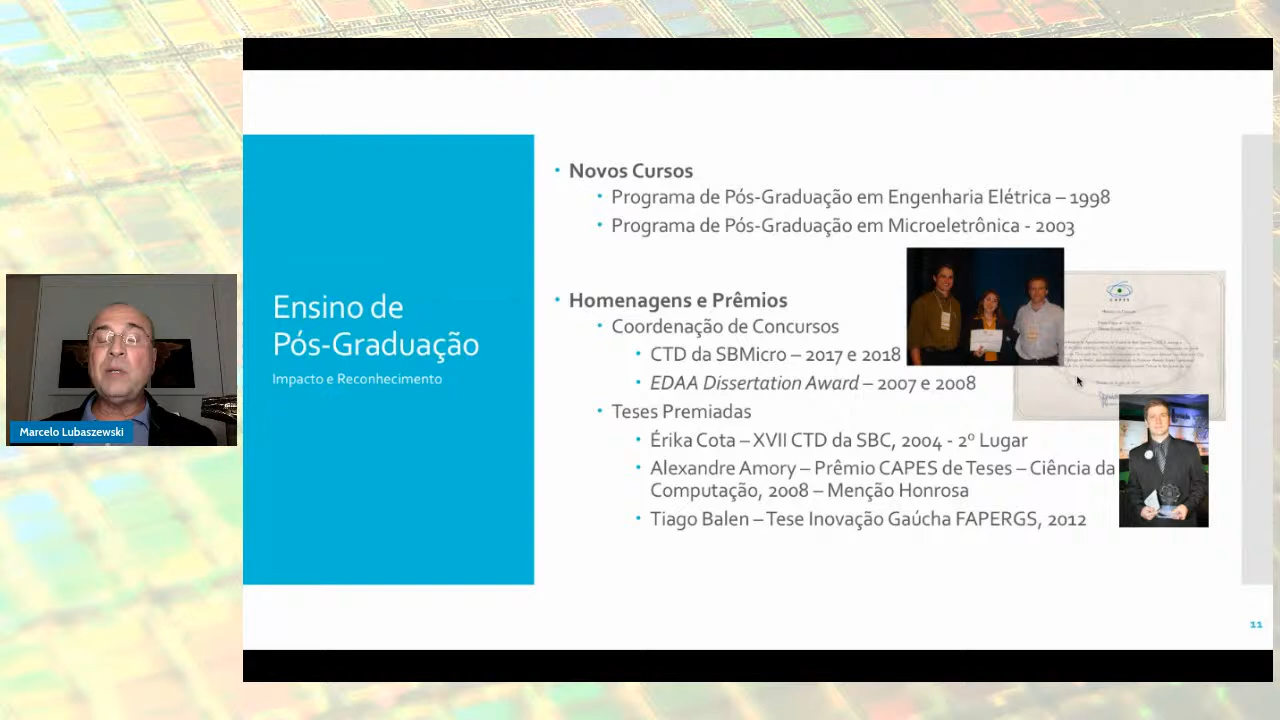 Ensino de
Pós-Graduação
Impacto e Reconhecimento
Marcelo Lubaszewski
• Novos Cursos
• Programa de Pós-Graduação em Engenharia Elétrica – 1998
• Programa de Pós-Graduação em Microeletrônica - 2003
• Homenagens e Prêmios
• Coordenação de Concursos
• CTD da SBMicro – 2017 e 2018
• EDAA Dissertation Award – 2007 e 2008
• Teses Premiadas
• Érika Cota – XVII CTD da SBC, 2004 - 2º Lugar
• Alexandre Amory – Prêmio CAPES de Teses – Ciência da
Computação, 2008 – Menção Honrosa
• Tiago Balen – Tese Inovação Gaúcha FAPERGS, 2012
CAPES
11